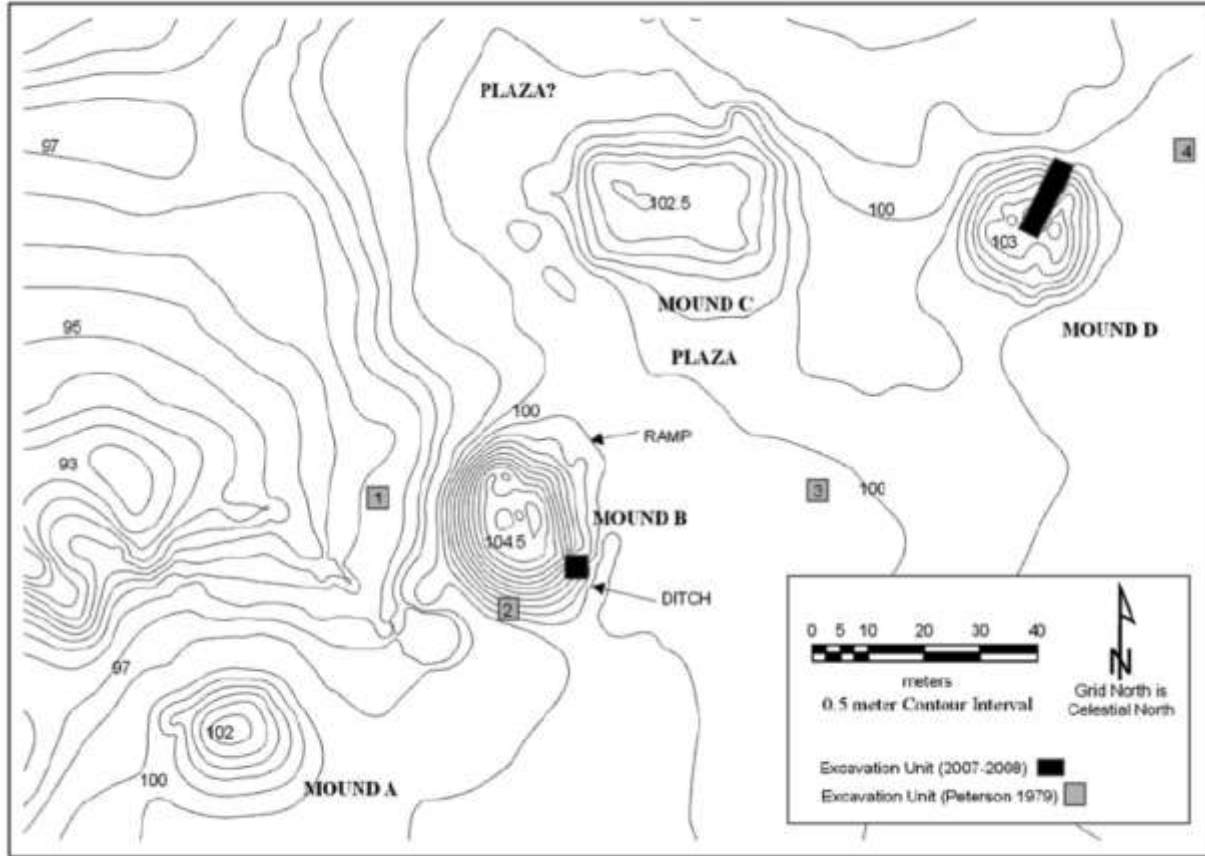 PLAZA?
97
4
102.5
100
103
MOUND C
MOUND D
95
PLAZA
100
RAMP
93
1
3
100
MOUND B
104.5
DITCH
2
0 5 10 20 30 40
meters
0.5 meter Contour Interval
N
Grid North is
Celestial North
97
102
100
MOUND A
Excavation Unit (2007-2008)
Excavation Unit (Peterson 1979)